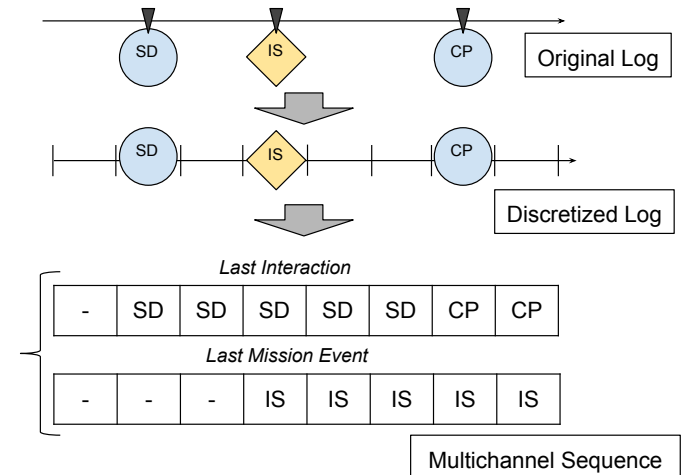 SD IS CP
Original Log
SD IS CP
Discretized Log
Last Interaction
- SD SD SD SD SD CP CP
Last Mission Event
- - - IS IS IS IS IS
Multichannel Sequence